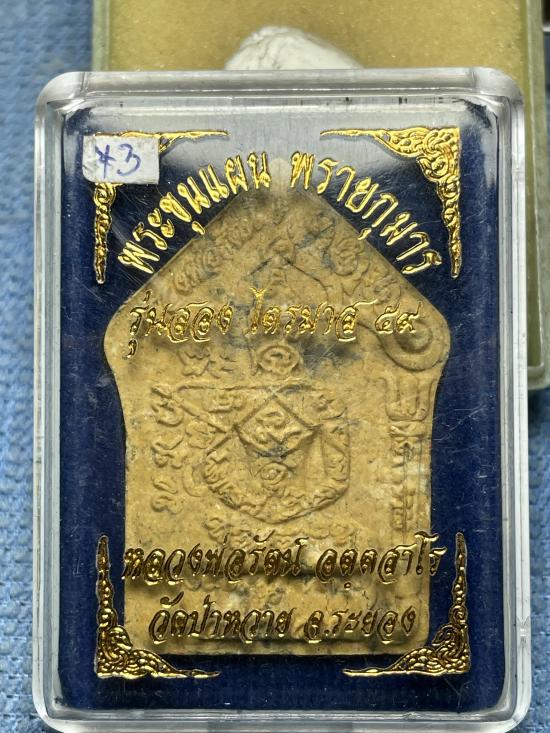 43
พระขุนแผน พรายกุมาร
รุ่นสอง ไตรมาส ๕๙
หลวงพ่อรัตน์ อตฺตสาโร
วัดป่าหวาย จ.ระยอง